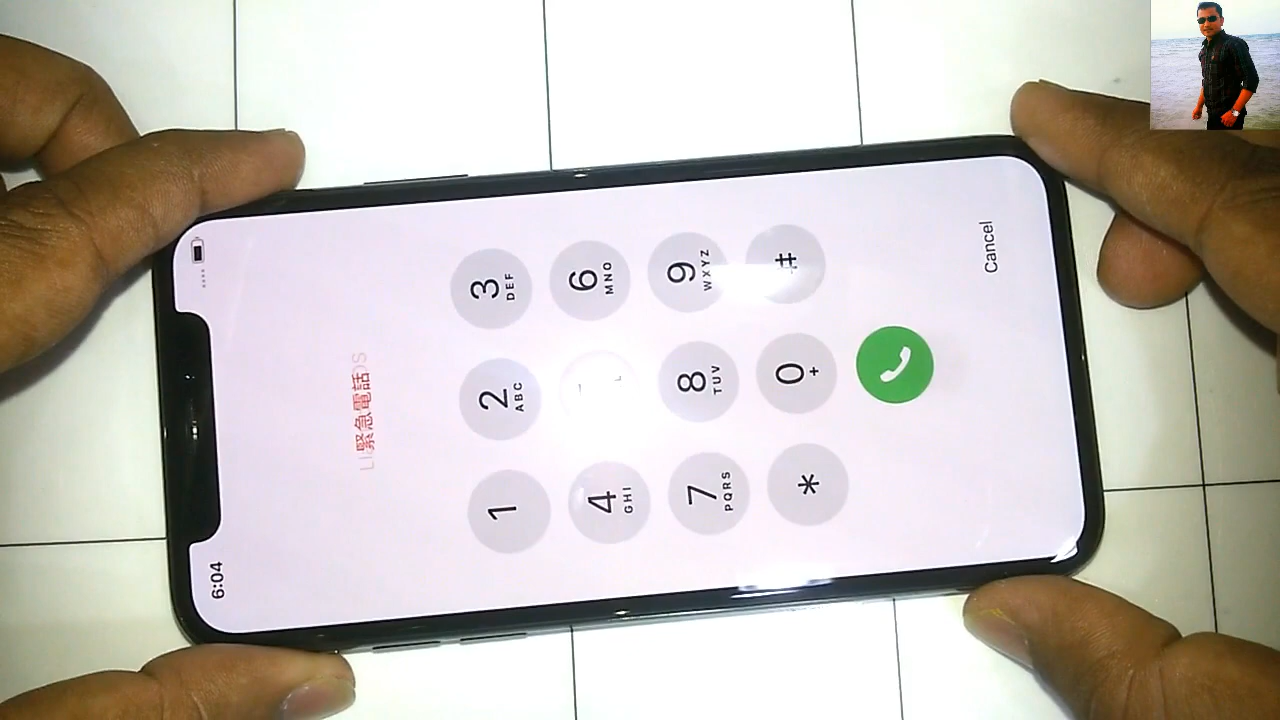 6:04
緊急電話
1
2
ABC
3
DEF
4
GHI
6
MNO
7
PQRS
8
TUV
9
WXYZ
*
0
+
#
Cancel